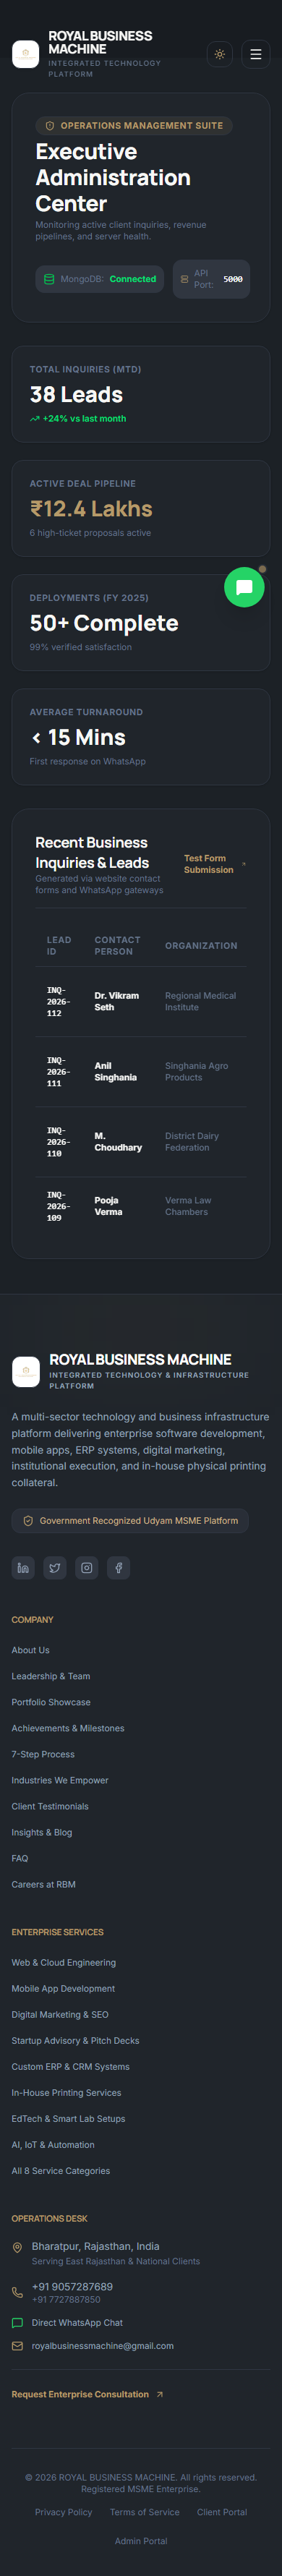 ROYAL BUSINESS
MACHINE
INTEGRATED TECHNOLOGY
PLATFORM
OPERATIONS MANAGEMENT SUITE
Executive
Administration
Center
Monitoring active client inquiries, revenue
pipelines, and server health.
MongoDB: Connected
API
Port: 5000
TOTAL INQUIRIES (MTD)
38 Leads
+24% vs last month
ACTIVE DEAL PIPELINE
₹12.4 Lakhs
6 high-ticket proposals active
DEPLOYMENTS (FY 2025)
50+ Complete
99% verified satisfaction
AVERAGE TURNAROUND
< 15 Mins
First response on WhatsApp
Recent Business
Inquiries & Leads
Generated via website contact
forms and WhatsApp gateways
Test Form
Submission
LEAD
ID
CONTACT
PERSON
ORGANIZATION
INQ-
2026-
112
Dr. Vikram
Seth
Regional Medical
Institute
INQ-
2026-
111
Anil
Singhania
Singhania Agro
Products
INQ-
2026-
110
M.
Choudhary
District Dairy
Federation
INQ-
2026-
109
Pooja
Verma
Verma Law
Chambers
ROYAL BUSINESS MACHINE
INTEGRATED TECHNOLOGY & INFRASTRUCTURE
PLATFORM
A multi-sector technology and business infrastructure
platform delivering enterprise software development,
mobile apps, ERP systems, digital marketing,
institutional execution, and in-house physical printing
collateral.
Government Recognized Udyam MSME Platform
COMPANY
About Us
Leadership & Team
Portfolio Showcase
Achievements & Milestones
7-Step Process
Industries We Empower
Client Testimonials
Insights & Blog
FAQ
Careers at RBM
ENTERPRISE SERVICES
Web & Cloud Engineering
Mobile App Development
Digital Marketing & SEO
Startup Advisory & Pitch Decks
Custom ERP & CRM Systems
In-House Printing Services
EdTech & Smart Lab Setups
AI, IoT & Automation
All 8 Service Categories
OPERATIONS DESK
Bharatpur, Rajasthan, India
Serving East Rajasthan & National Clients
+91 9057287689
+91 7727887850
Direct WhatsApp Chat
royalbusinessmachine@gmail.com
Request Enterprise Consultation
© 2026 ROYAL BUSINESS MACHINE. All rights reserved.
Registered MSME Enterprise.
Privacy Policy
Terms of Service
Client Portal
Admin Portal